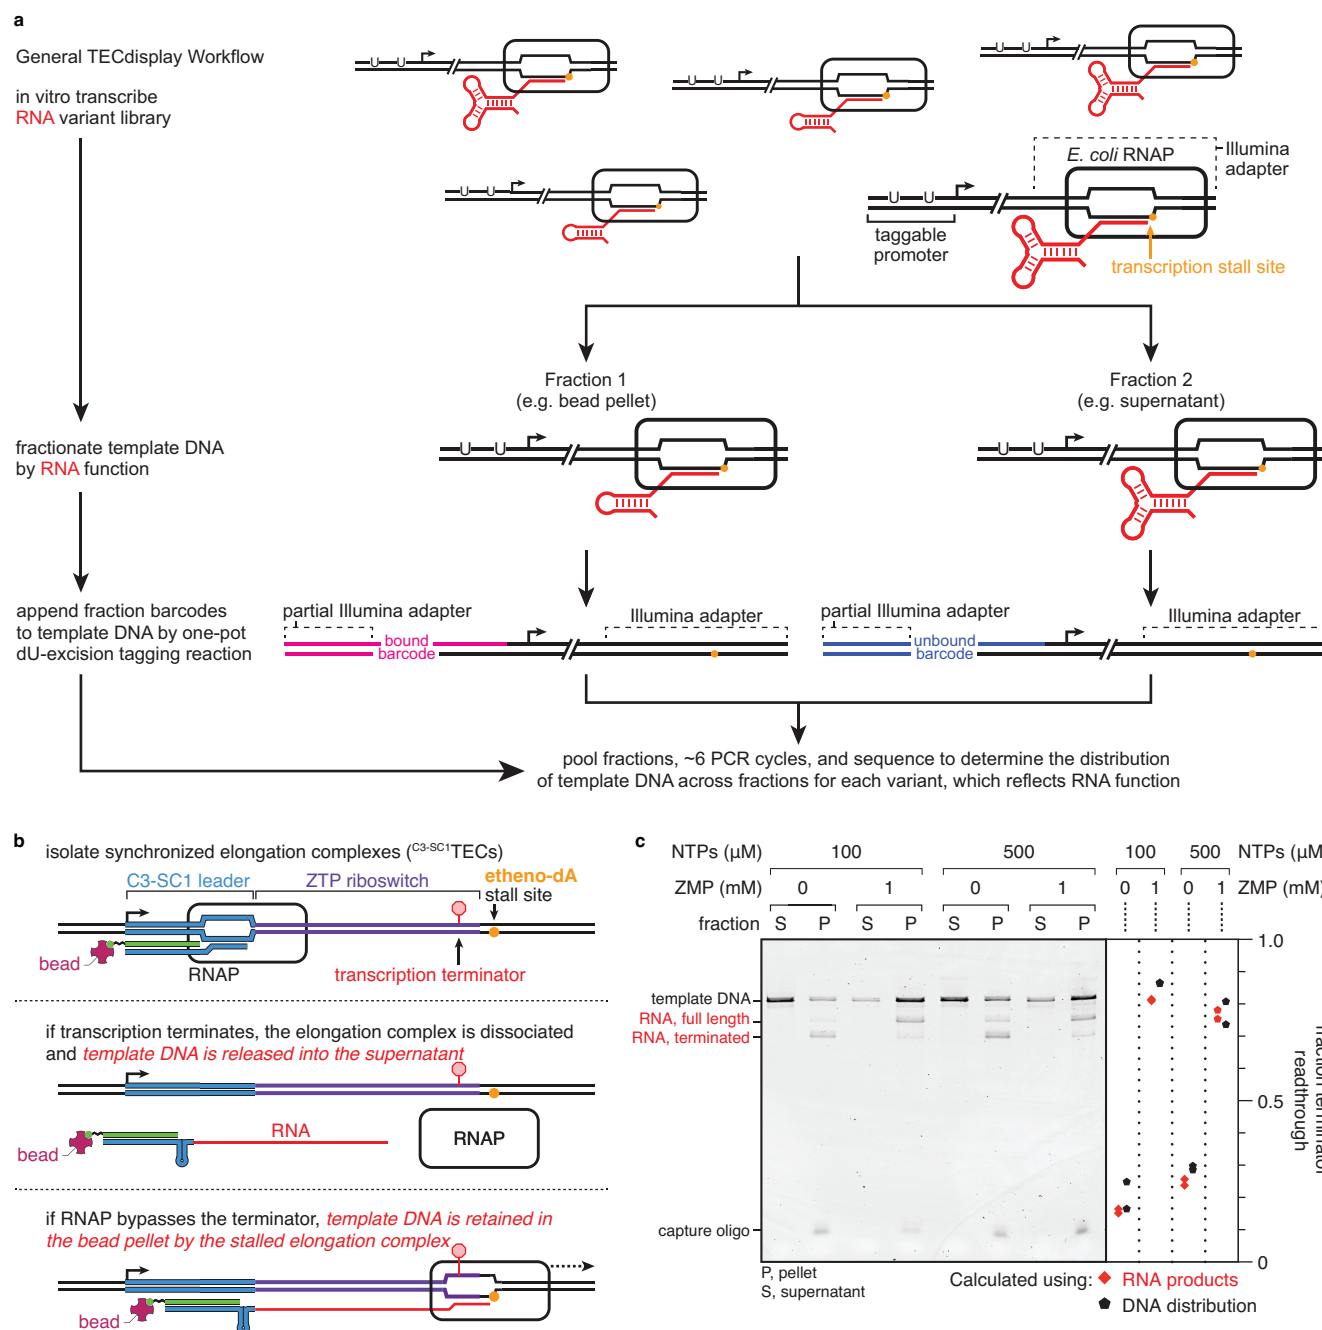 a
General TECdisplay Workflow
in vitro transcribe
RNA variant library
U U
U U
U U
U U
E. coli RNAP
Illumina
adapter
U U
taggable
promoter
transcription stall site
Fraction 1
(e.g. bead pellet)
Fraction 2
(e.g. supernatant)
fractionate template DNA
by RNA function
U U
U U
append fraction barcodes
to template DNA by one-pot
dU-excision tagging reaction
partial Illumina adapter
Illumina adapter
bound
barcode
partial Illumina adapter
Illumina adapter
unbound
barcode
pool fractions, ~6 PCR cycles, and sequence to determine the distribution
of template DNA across fractions for each variant, which reflects RNA function
b
isolate synchronized elongation complexes (C3-SC1TECs)
C3-SC1 leader
ZTP riboswitch
etheno-dA
stall site
bead
RNAP
transcription terminator
if transcription terminates, the elongation complex is dissociated
and template DNA is released into the supernatant
RNA
RNAP
bead
if RNAP bypasses the terminator, template DNA is retained in
the bead pellet by the stalled elongation complex
bead
c
NTPs (µM) 100 500 100 500 NTPs (µM)
ZMP (mM) 0 1 0 1 0 1 0 1 ZMP (mM)
fraction S P S P S P S P
template DNA
RNA, full length
RNA, terminated
capture oligo
1.0
0.5
0
fraction terminator
readthrough
P, pellet
S, supernatant
Calculated using: RNA products
DNA distribution